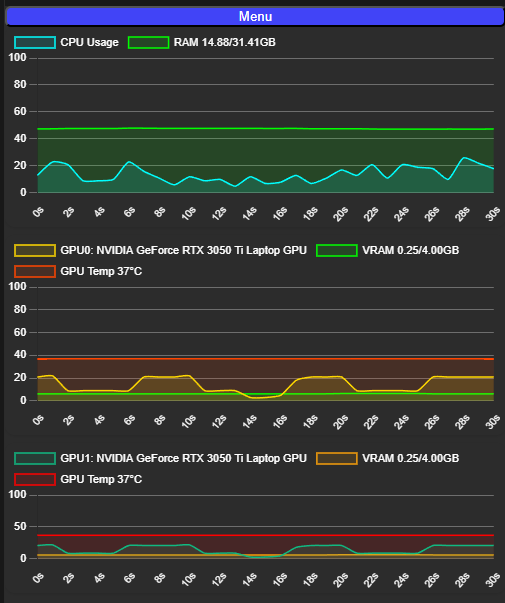 Menu
CPU Usage RAM 14.88/31.41GB
100
80
60
40
20
0
0s 2s 4s 6s 8s 10s 12s 14s 16s 18s 20s 22s 24s 26s 28s 30s
GPU0: NVIDIA GeForce RTX 3050 Ti Laptop GPU VRAM 0.25/4.00GB
GPU Temp 37°C
100
80
60
40
20
0
0s 2s 4s 6s 8s 10s 12s 14s 16s 18s 20s 22s 24s 26s 28s 30s
GPU1: NVIDIA GeForce RTX 3050 Ti Laptop GPU VRAM 0.25/4.00GB
GPU Temp 37°C
100
50
0
0s 2s 4s 6s 8s 10s 12s 14s 16s 18s 20s 22s 24s 26s 28s 30s